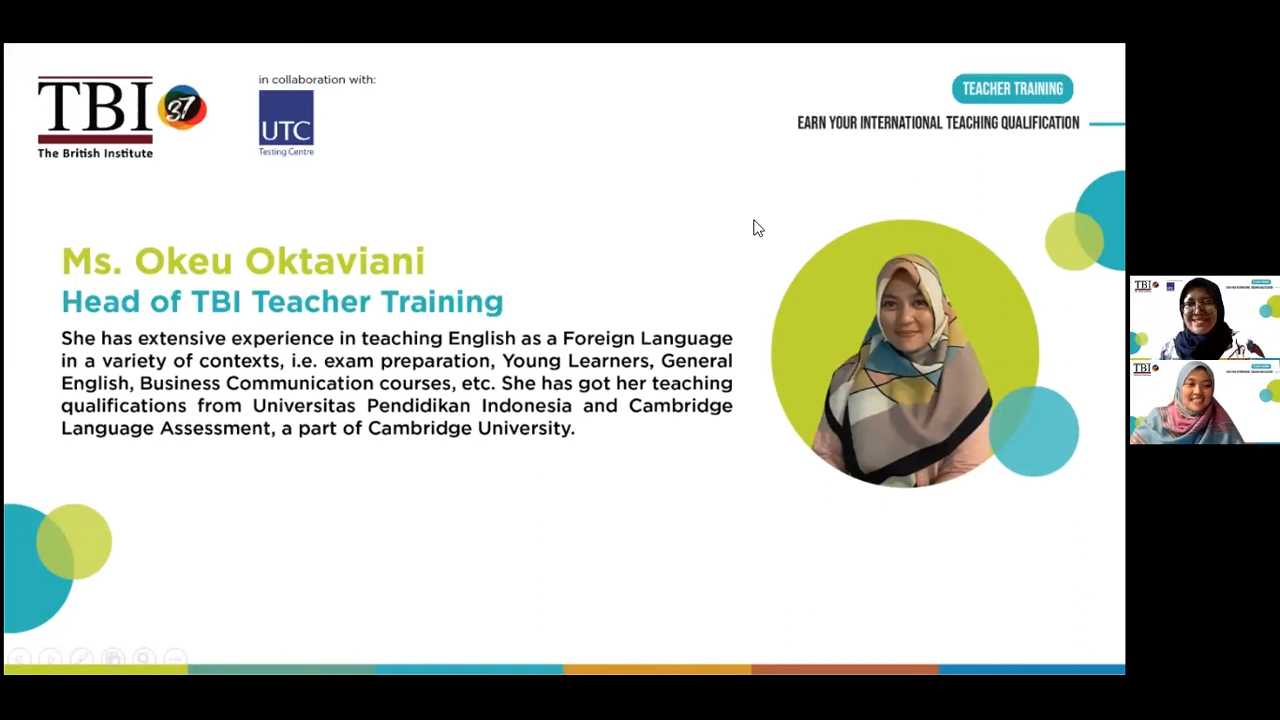 TBI 37
The British Institute
in collaboration with:
UTC
Testing Centre
TEACHER TRAINING
EARN YOUR INTERNATIONAL TEACHING QUALIFICATION
Ms. Okeu Oktaviani
Head of TBI Teacher Training
She has extensive experience in teaching English as a Foreign Language
in a variety of contexts, i.e. exam preparation, Young Learners, General
English, Business Communication courses, etc. She has got her teaching
qualifications from Universitas Pendidikan Indonesia and Cambridge
Language Assessment, a part of Cambridge University.
TBI
TBI